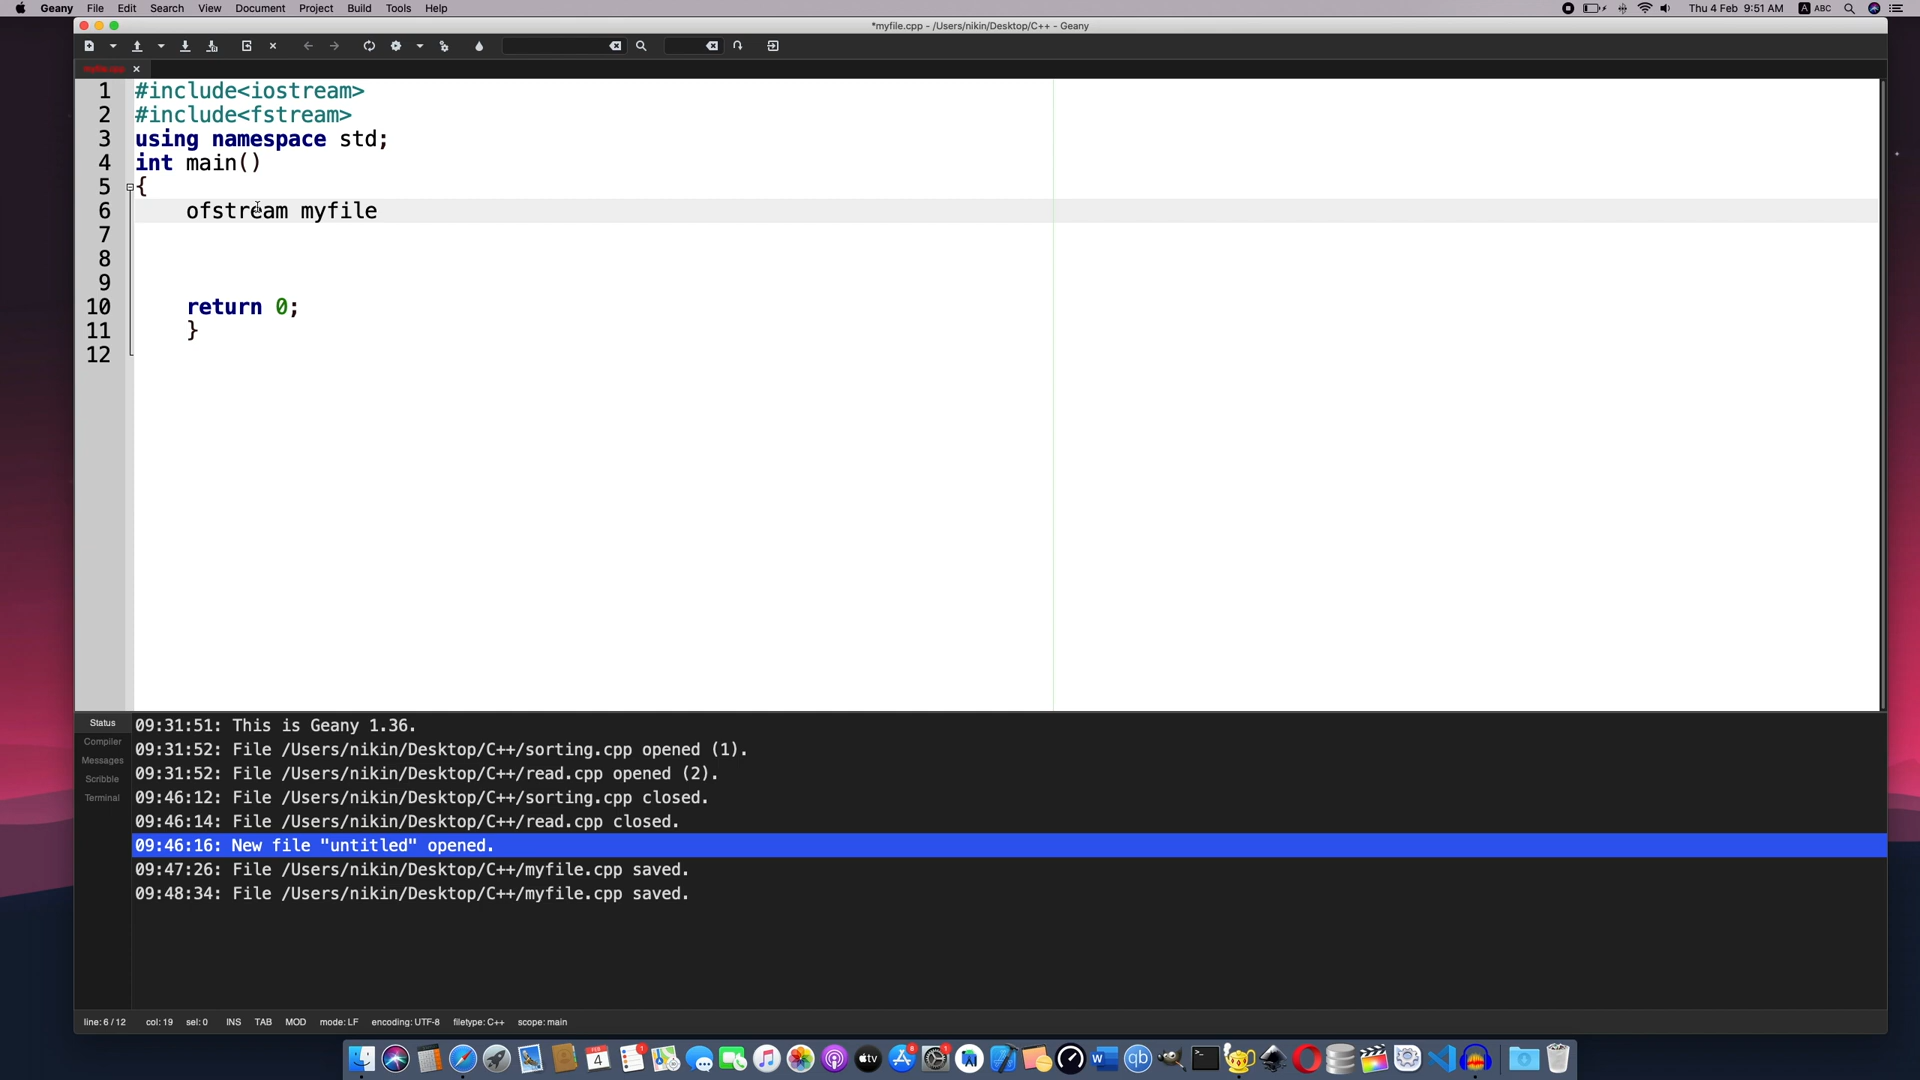 Geany File Edit Search View Document Project Build Tools Help
Thu 4 Feb 9:51 AM A ABC
*myfile.cpp - /Users/nikin/Desktop/C++ - Geany
myfile.cpp
1 #include<iostream>
2 #include<fstream>
3 using namespace std;
4 int main()
5 {
6 ofstream myfile
7
8
9
10 return 0;
11 }
12
Status
Compiler
Messages
Scribble
Terminal
09:31:51: This is Geany 1.36.
09:31:52: File /Users/nikin/Desktop/C++/sorting.cpp opened (1).
09:31:52: File /Users/nikin/Desktop/C++/read.cpp opened (2).
09:46:12: File /Users/nikin/Desktop/C++/sorting.cpp closed.
09:46:14: File /Users/nikin/Desktop/C++/read.cpp closed.
09:46:16: New file "untitled" opened.
09:47:26: File /Users/nikin/Desktop/C++/myfile.cpp saved.
09:48:34: File /Users/nikin/Desktop/C++/myfile.cpp saved.
line: 6 / 12 col: 19 sel: 0 INS TAB MOD mode: LF encoding: UTF-8 filetype: C++ scope: main